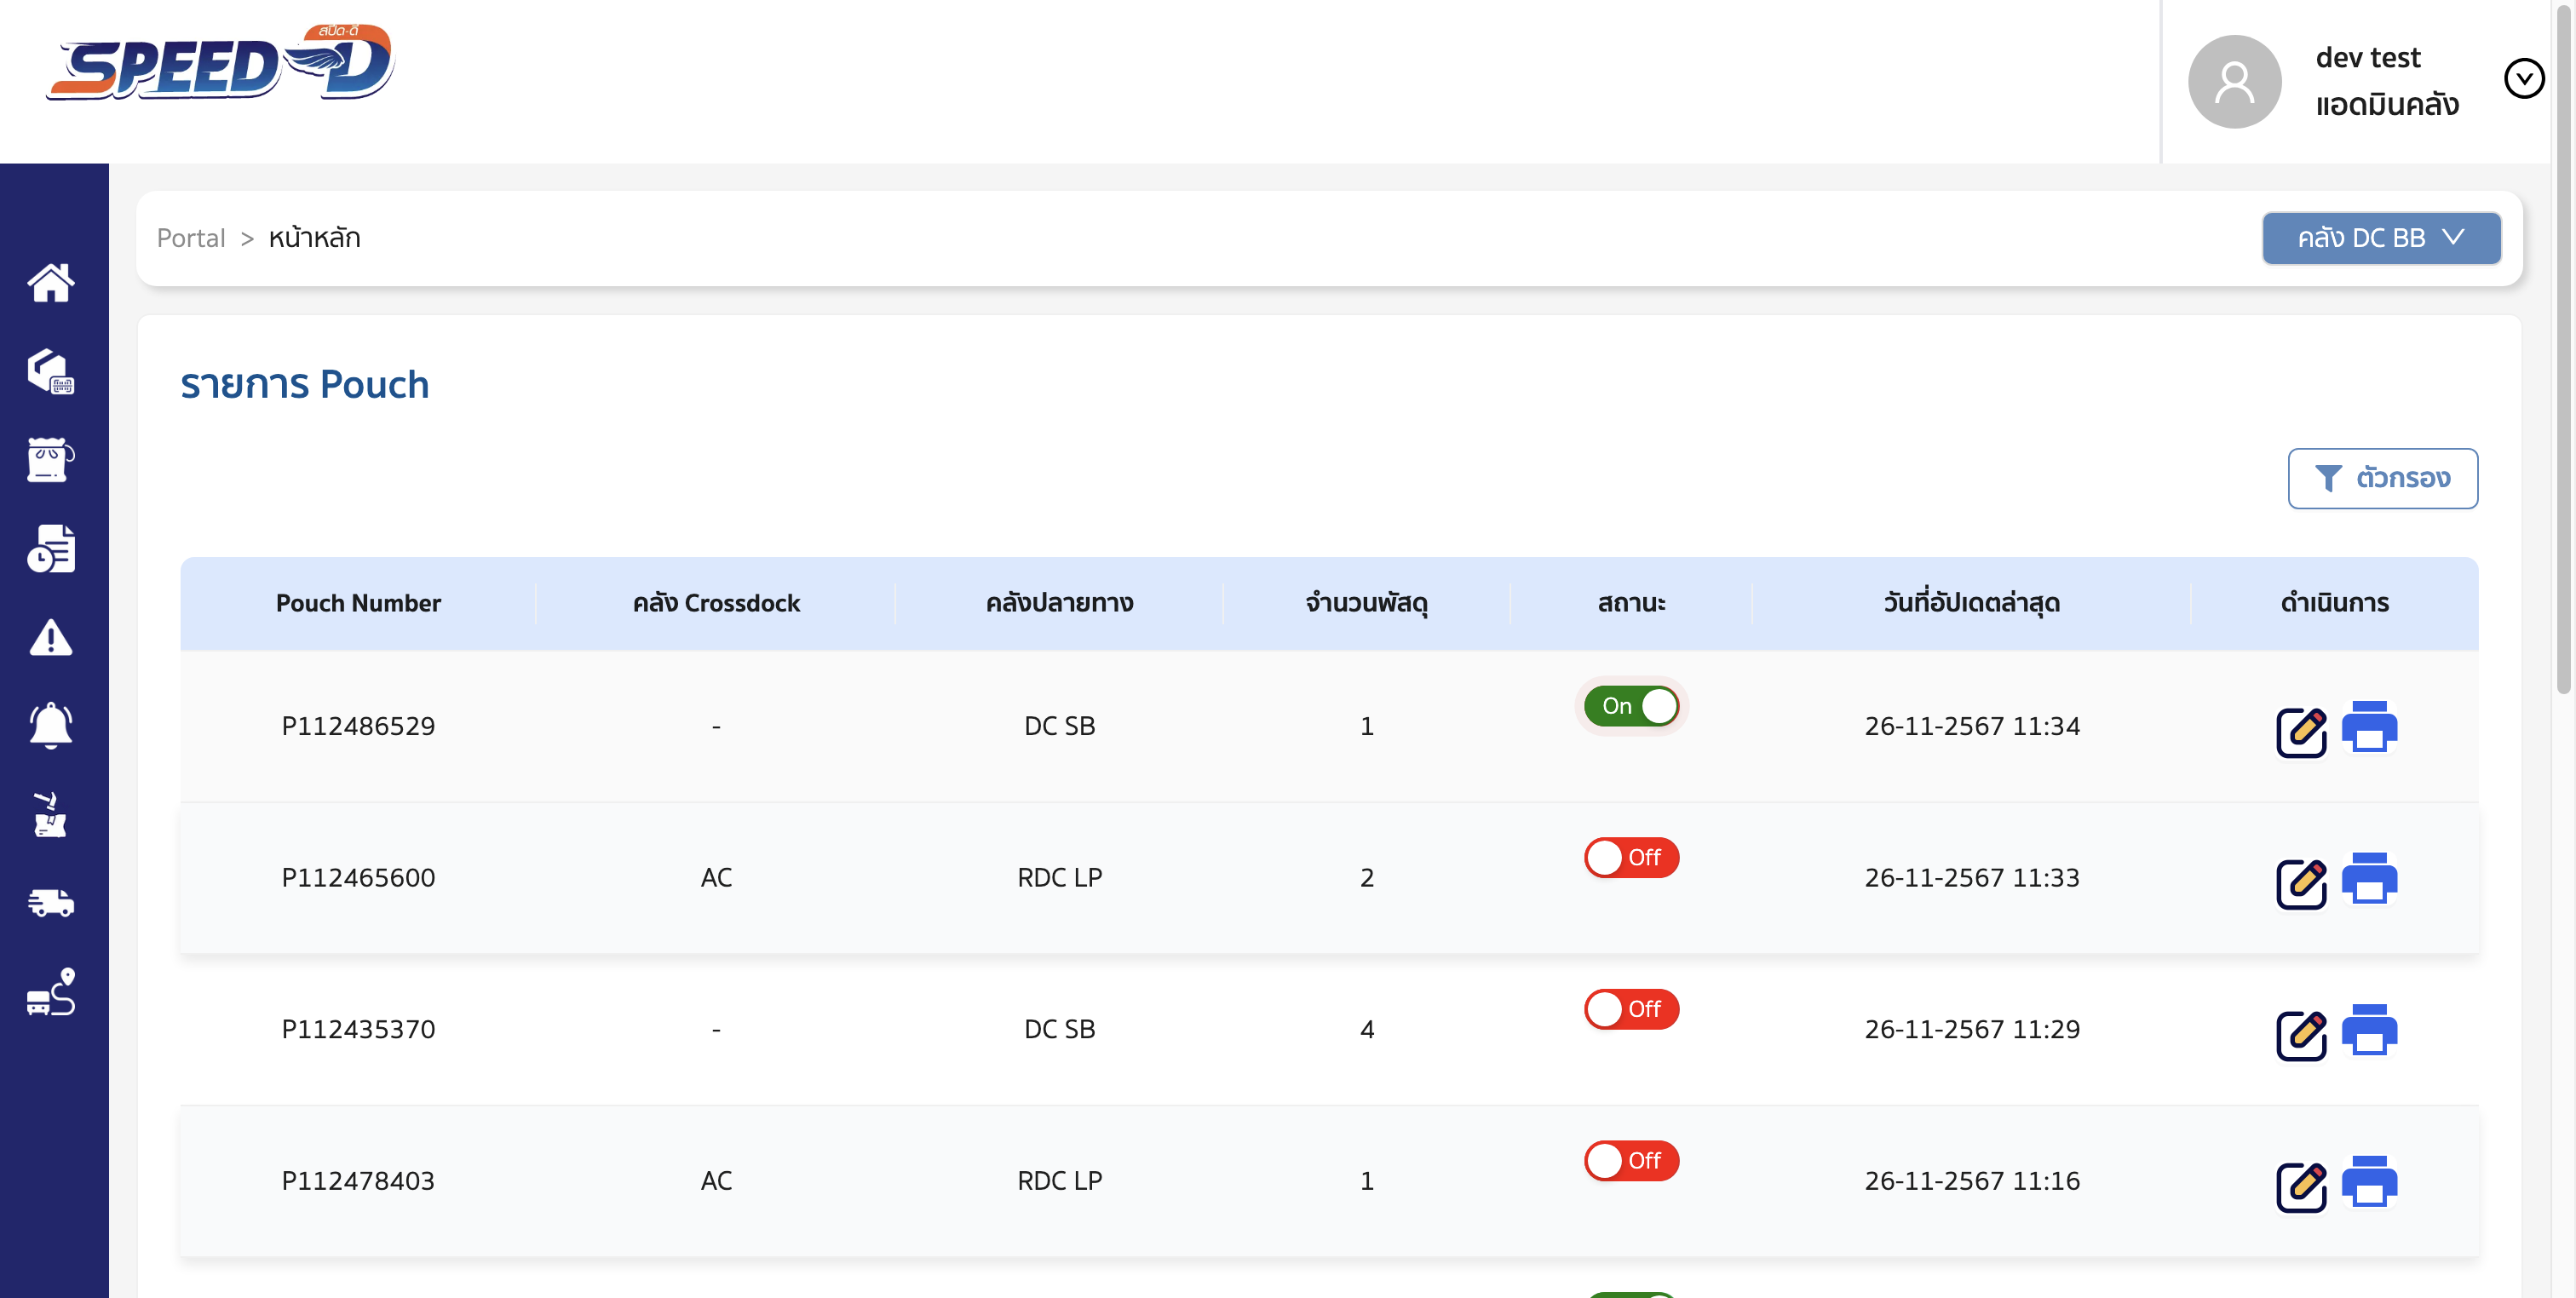 สปีด-ดี
SPEED-D
dev test
แอดมินคลัง
Portal > หน้าหลัก
คลัง DC BB
รายการ Pouch
ตัวกรอง
Pouch Number คลัง Crossdock คลังปลายทาง จำนวนพัสดุ สถานะ วันที่อัปเดตล่าสุด ดำเนินการ
P112486529 - DC SB 1 On 26-11-2567 11:34
P112465600 AC RDC LP 2 Off 26-11-2567 11:33
P112435370 - DC SB 4 Off 26-11-2567 11:29
P112478403 AC RDC LP 1 Off 26-11-2567 11:16